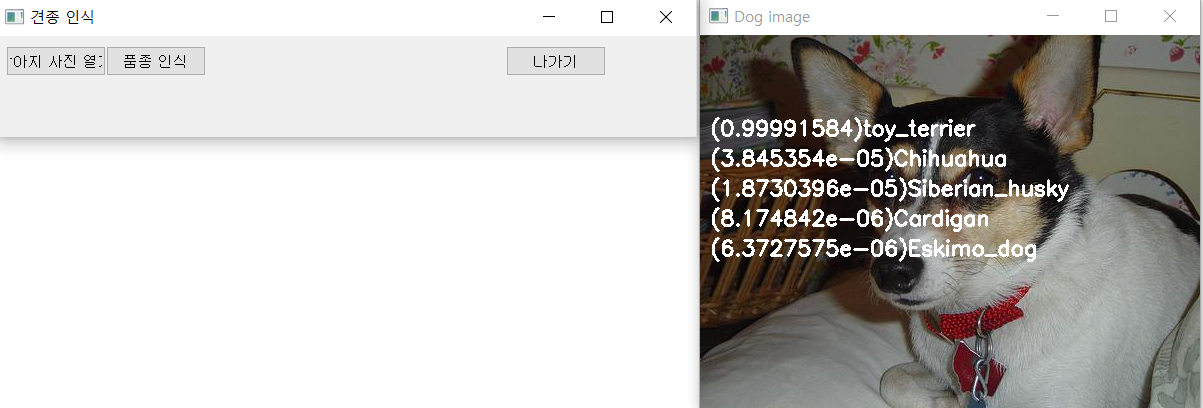 견종 인식
아지 사진 열
품종 인식
나가기
Dog image
(0.99991584)toy_terrier
(3.845354e-05)Chihuahua
(1.8730396e-05)Siberian_husky
(8.174842e-06)Cardigan
(6.3727575e-06)Eskimo_dog